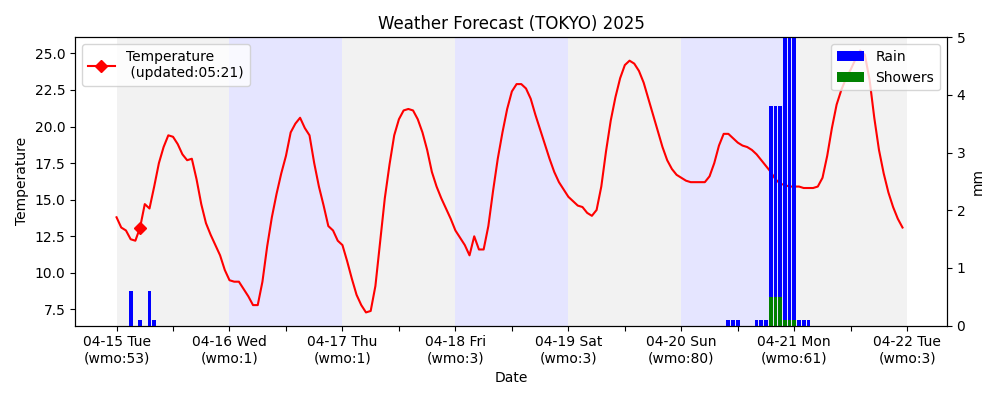 Weather Forecast (TOKYO) 2025
Temperature
(updated:05:21)
Rain
Showers
25.0
22.5
20.0
17.5
15.0
12.5
10.0
7.5
Temperature
5
4
3
2
1
0
mm
04-15 Tue
(wmo:53)
04-16 Wed
(wmo:1)
04-17 Thu
(wmo:1)
04-18 Fri
(wmo:3)
04-19 Sat
(wmo:3)
04-20 Sun
(wmo:80)
04-21 Mon
(wmo:61)
04-22 Tue
(wmo:3)
Date